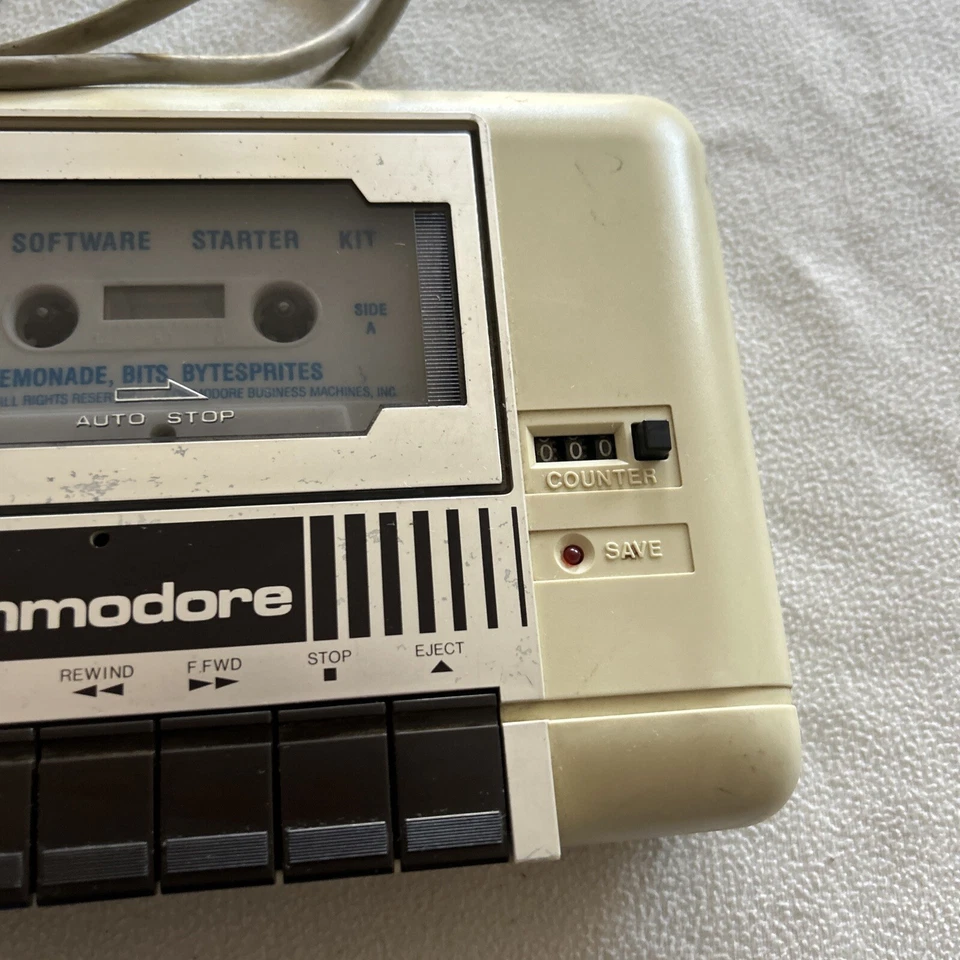 SOFTWARE STARTER KIT
SIDE
A
EMONADE, BITS, BYTESPRITES
ALL RIGHTS RESER MODORE BUSINESS MACHINES, INC.
AUTO STOP
000
COUNTER
SAVE
mmodore
REWIND
F.FWD
STOP
EJECT